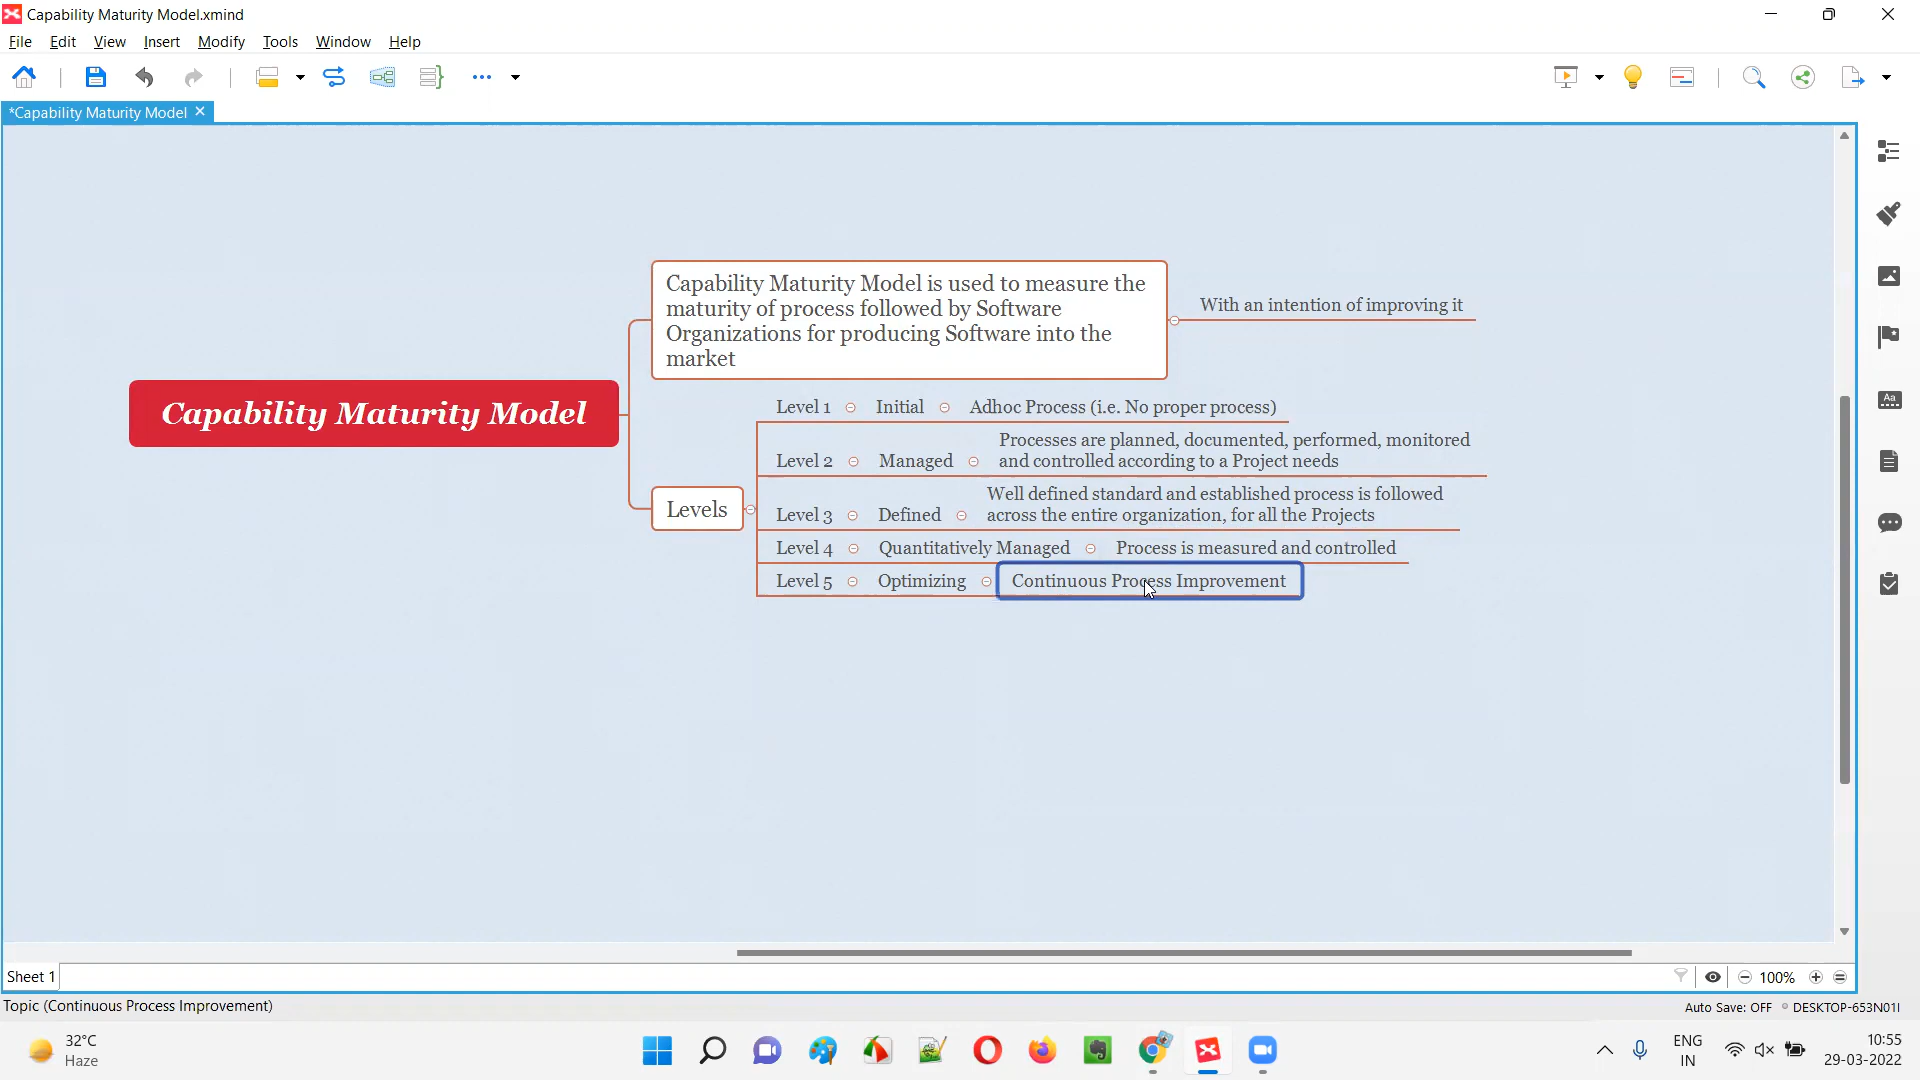 Capability Maturity Model.xmind
File Edit View Insert Modify Tools Window Help
*Capability Maturity Model
Capability Maturity Model is used to measure the
maturity of process followed by Software
Organizations for producing Software into the
market
With an intention of improving it
Capability Maturity Model
Levels
Level 1 Initial Adhoc Process (i.e. No proper process)
Level 2 Managed Processes are planned, documented, performed, monitored
and controlled according to a Project needs
Level 3 Defined Well defined standard and established process is followed
across the entire organization, for all the Projects
Level 4 Quantitatively Managed Process is measured and controlled
Level 5 Optimizing Continuous Process Improvement
Aa
Sheet 1
100%
Topic (Continuous Process Improvement)
Auto Save: OFF DESKTOP-653N01I
32°C
Haze
ENG
IN
10:55
29-03-2022